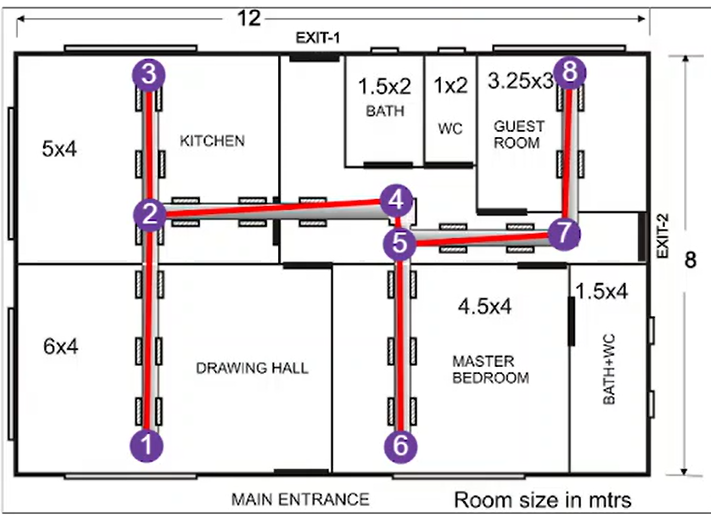 12
EXIT-1
3
8
1.5x2
BATH
1x2
WC
3.25x3
GUEST
ROOM
5x4
KITCHEN
2
4
5
7
EXIT-2
8
6x4
DRAWING HALL
4.5x4
MASTER
BEDROOM
1.5x4
BATH+WC
1
6
MAIN ENTRANCE
Room size in mtrs